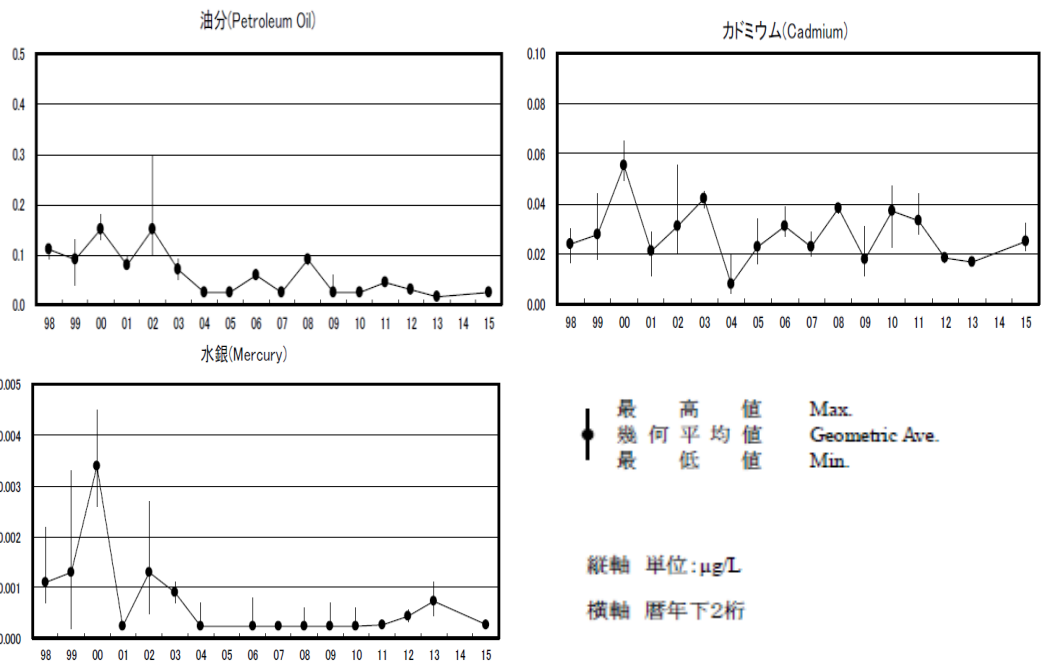 油分(Petroleum Oil)
0.5
0.4
0.3
0.2
0.1
0.0
98 99 00 01 02 03 04 05 06 07 08 09 10 11 12 13 14 15
カドミウム(Cadmium)
0.10
0.08
0.06
0.04
0.02
0.00
98 99 00 01 02 03 04 05 06 07 08 09 10 11 12 13 14 15
水銀(Mercury)
0.005
0.004
0.003
0.002
0.001
0.000
98 99 00 01 02 03 04 05 06 07 08 09 10 11 12 13 14 15
最高値 Max.
幾何平均値 Geometric Ave.
最低値 Min.
縦軸 単位:μg/L
横軸 暦年下2桁